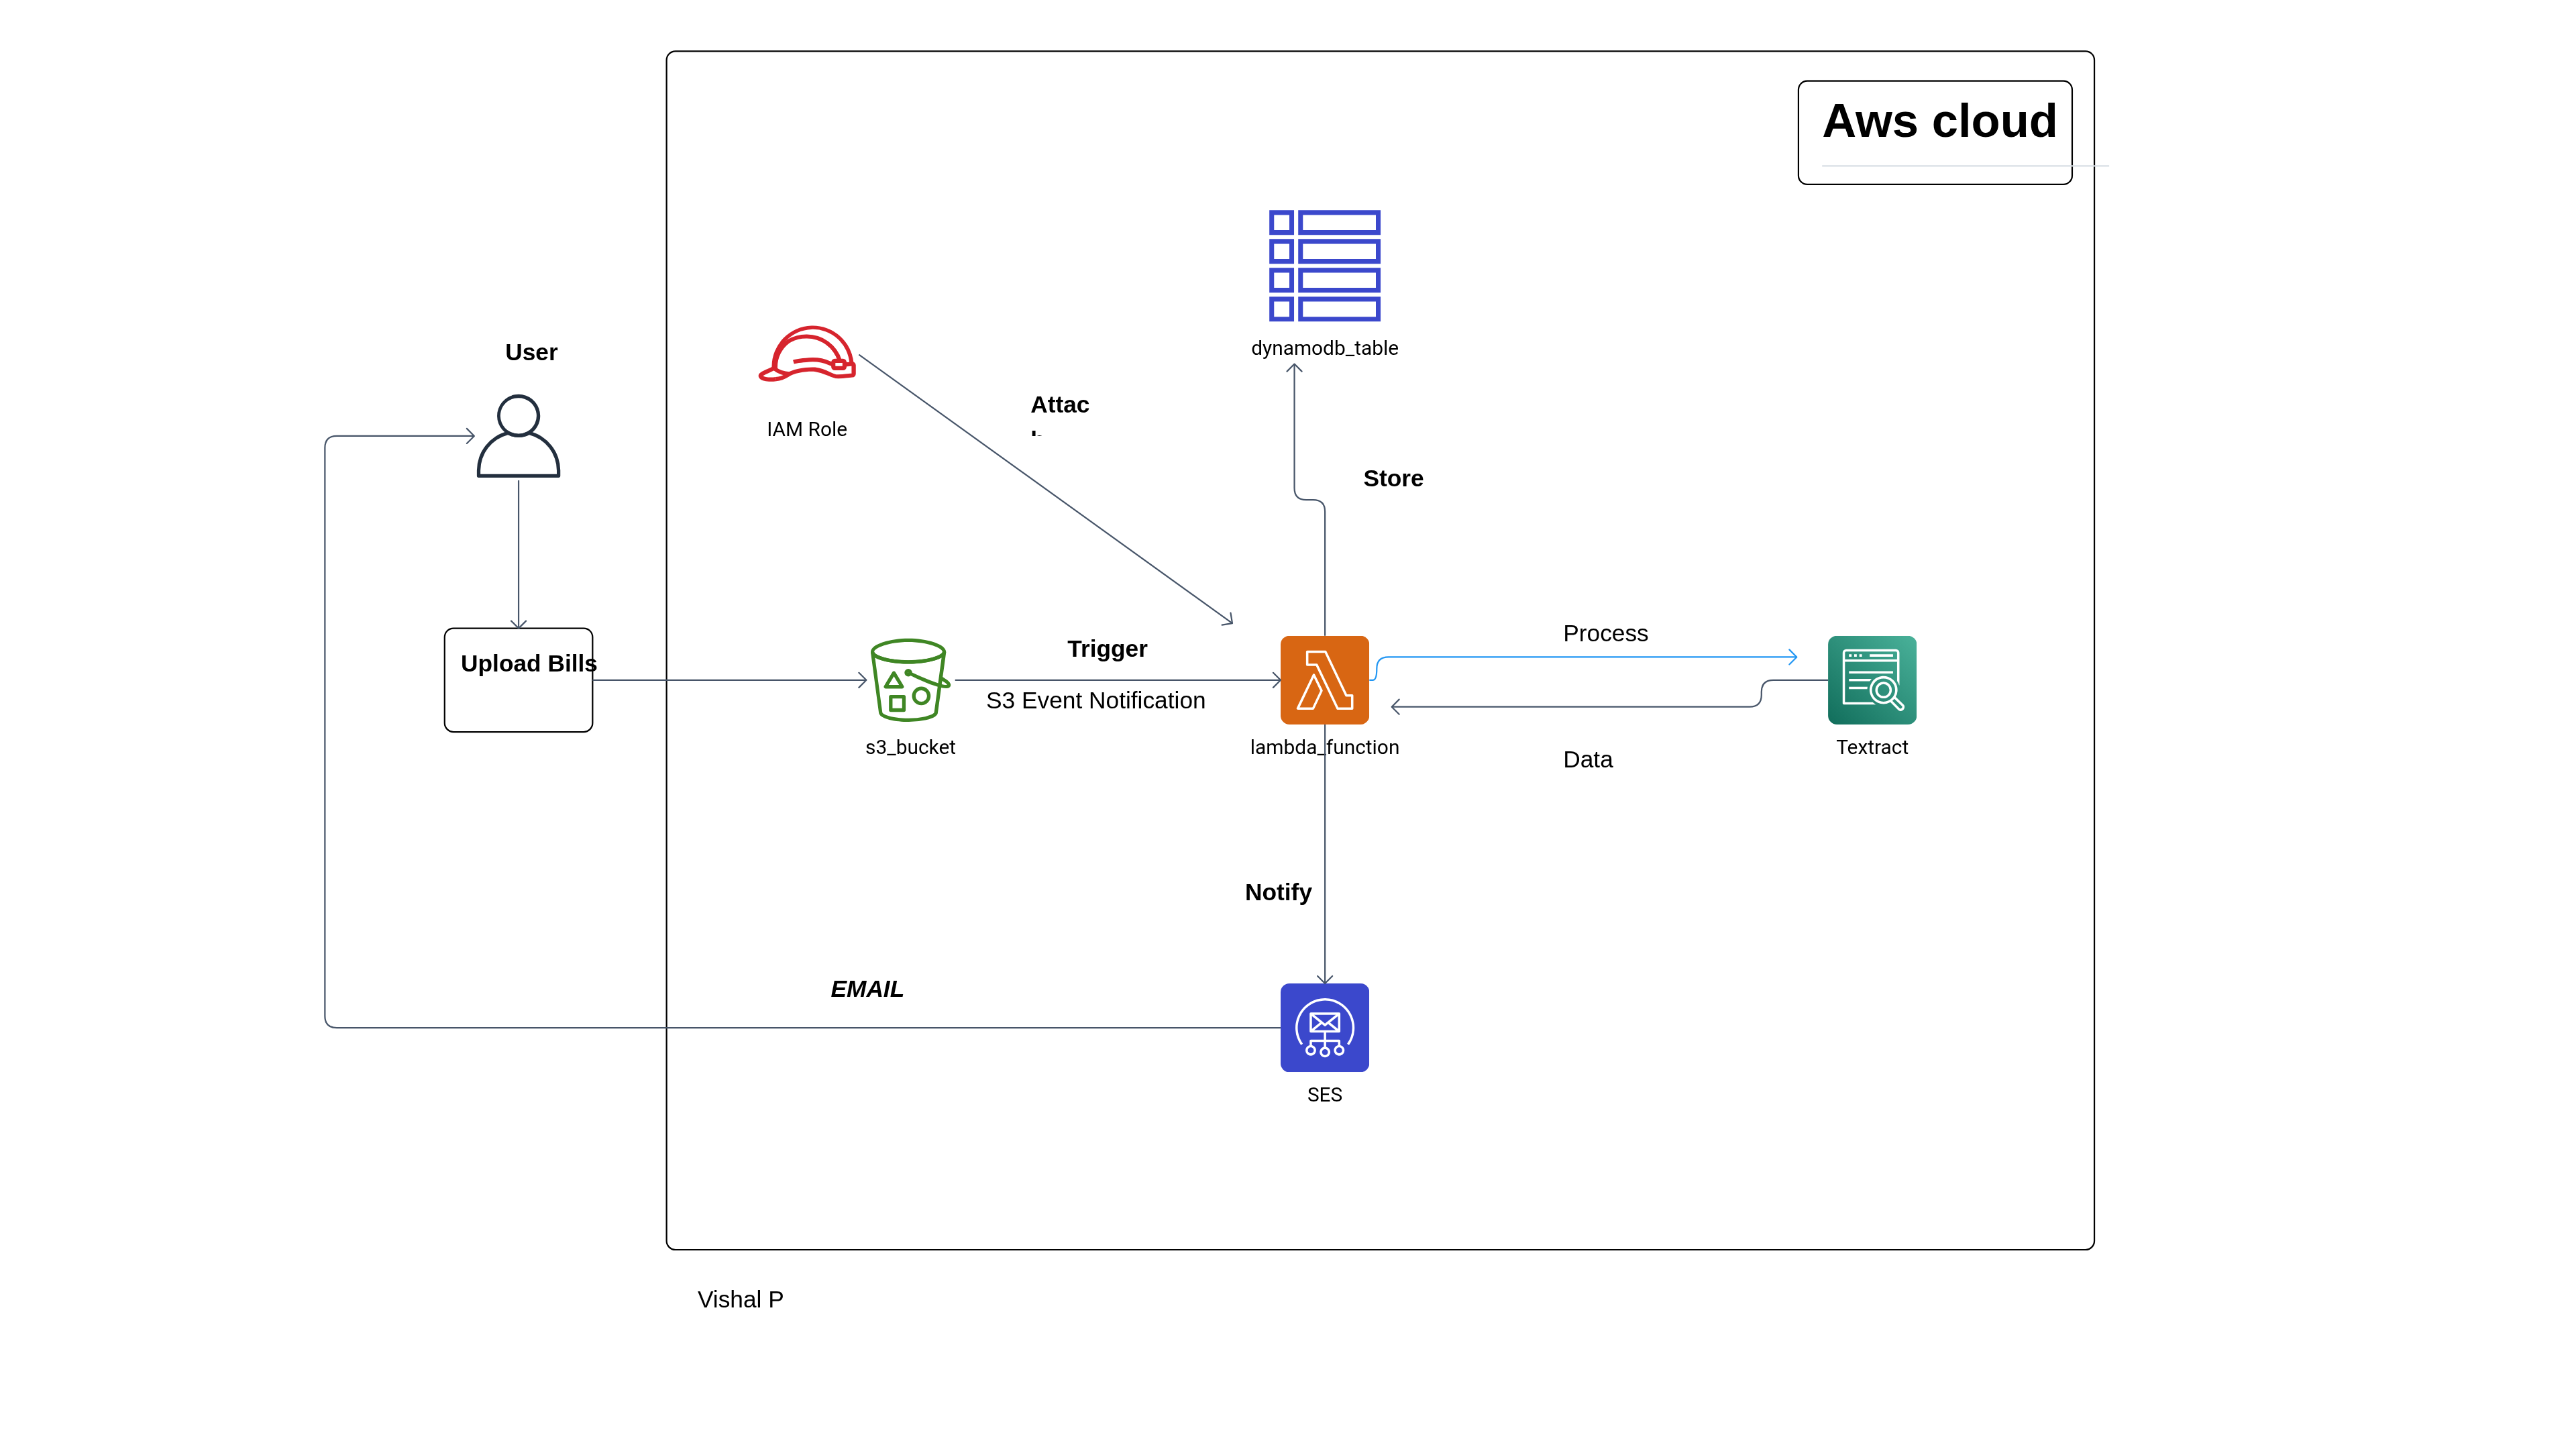 Aws cloud
dynamodb_table
User
Attac
IAM Role
Store
Process
Trigger
Upload Bills
S3 Event Notification
s3_bucket
lambda_function
Textract
Data
Notify
EMAIL
SES
Vishal P